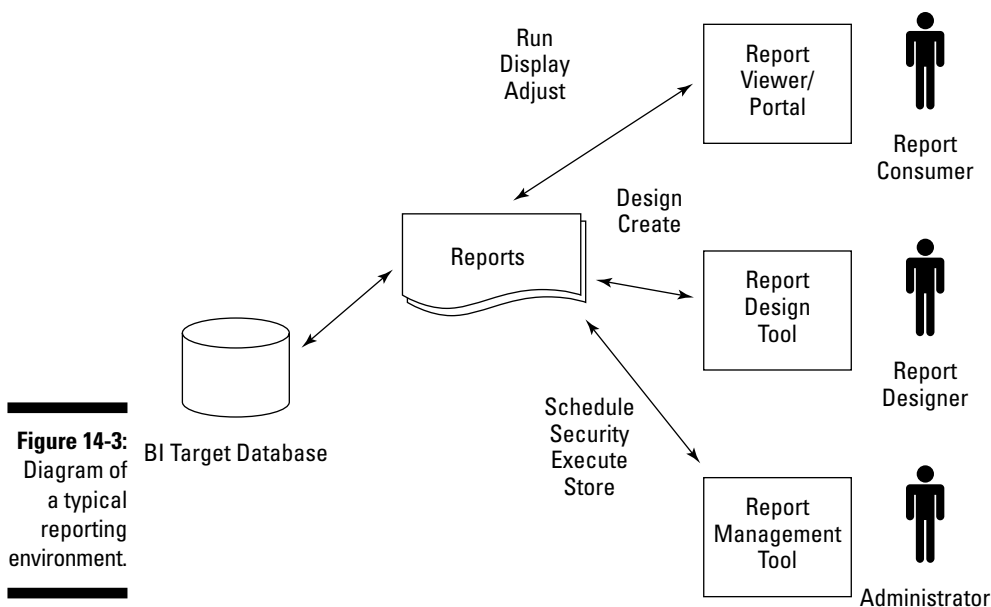 Run
Display
Adjust
Report
Viewer/
Portal
Report
Consumer
Design
Create
Reports
Report
Design
Tool
Report
Designer
BI Target Database
Schedule
Security
Execute
Store
Report
Management
Tool
Administrator
Figure 14-3:
Diagram of
a typical
reporting
environment.